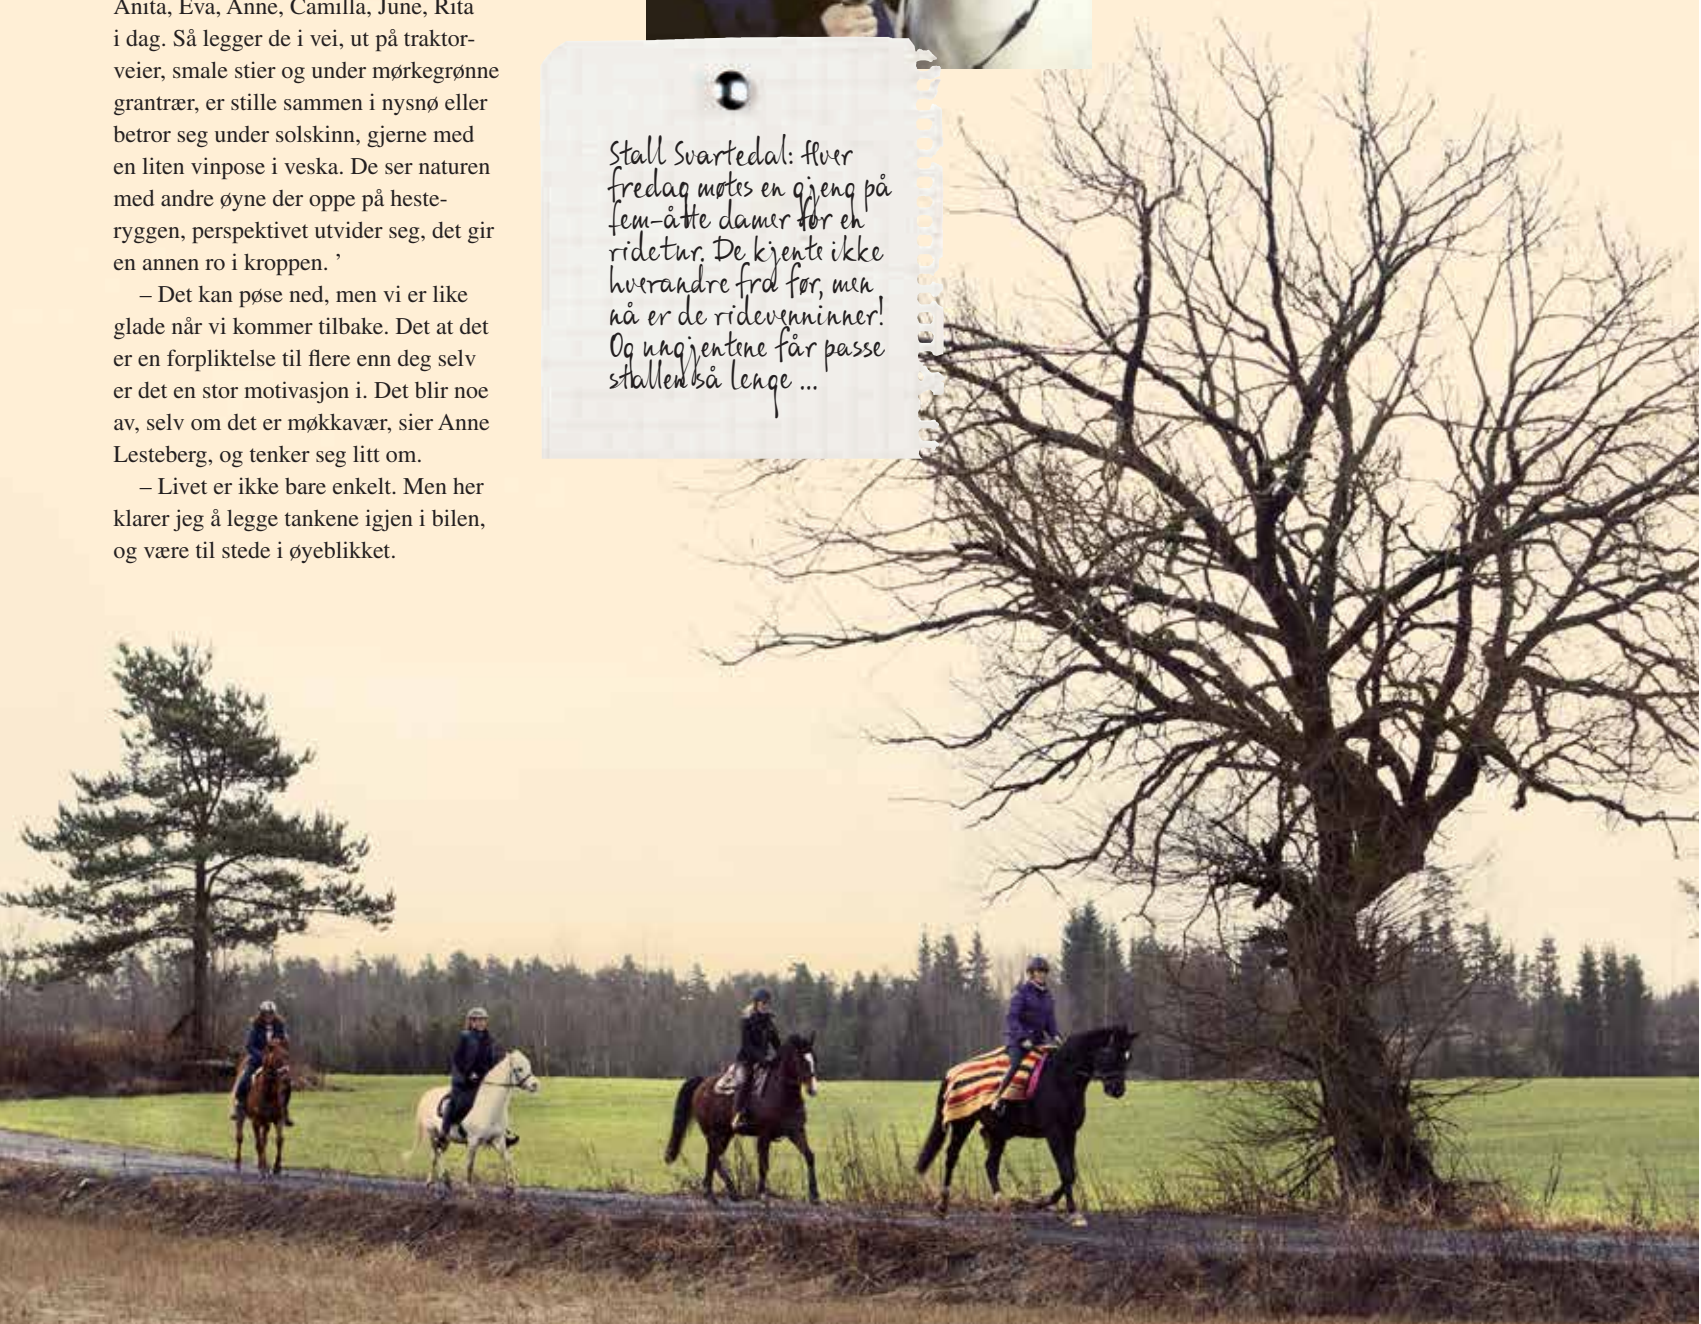 Anita, Eva, Anne, Camilla, June, Rita
i dag. Så legger de i vei, ut på traktor-
veier, smale stier og under mørkegrønne
grantrær, er stille sammen i nysnø eller
betror seg under solskinn, gjerne med
en liten vinpose i veska. De ser naturen
med andre øyne der oppe på heste-
ryggen, perspektivet utvider seg, det gir
en annen ro i kroppen. ’
– Det kan pøse ned, men vi er like
glade når vi kommer tilbake. Det at det
er en forpliktelse til flere enn deg selv
er det en stor motivasjon i. Det blir noe
av, selv om det er møkkavær, sier Anne
Lesteberg, og tenker seg litt om.
– Livet er ikke bare enkelt. Men her
klarer jeg å legge tankene igjen i bilen,
og være til stede i øyeblikket.
Stall Svartedal: Hver
fredag møtes en gjeng på
fem-åtte damer for en
ridetur. De kjente ikke
hverandre fra før, men
nå er de ridevenninner!
Og ungjentene får passe
stallen så lenge ...